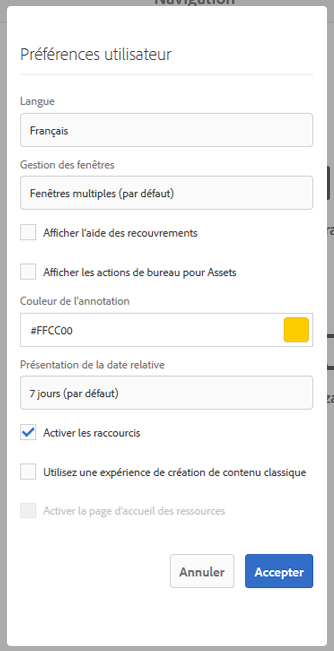 Navigation
Préférences utilisateur
Langue
Français
Gestion des fenêtres
Fenêtres multiples (par défaut)
Afficher l'aide des recouvrements
Afficher les actions de bureau pour Assets
Couleur de l'annotation
#FFCC00
Présentation de la date relative
7 jours (par défaut)
Activer les raccourcis
Utilisez une expérience de création de contenu classique
Activer la page d'accueil des ressources
Annuler
Accepter